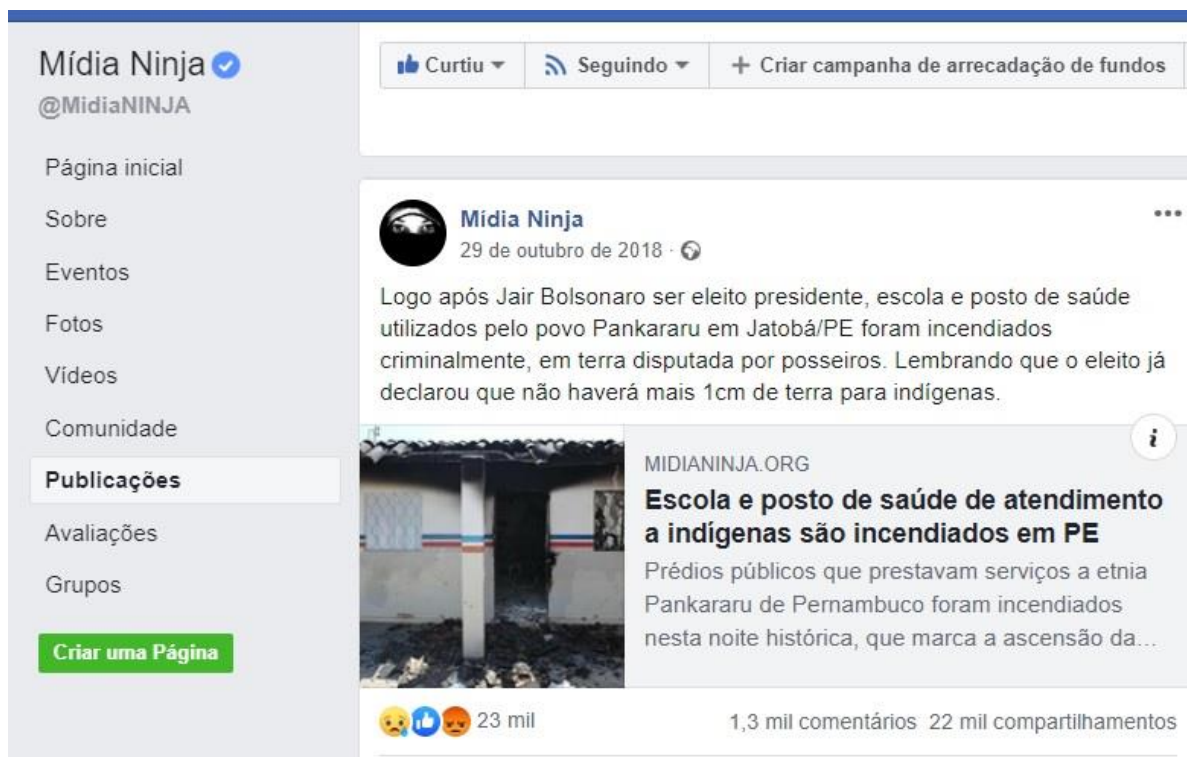 Mídia Ninja
@MidiaNINJA
Página inicial
Sobre
Eventos
Fotos
Vídeos
Comunidade
Publicações
Avaliações
Grupos
Criar uma Página
Curtiu
Seguindo
+ Criar campanha de arrecadação de fundos
Mídia Ninja
29 de outubro de 2018 ·
Logo após Jair Bolsonaro ser eleito presidente, escola e posto de saúde
utilizados pelo povo Pankararu em Jatobá/PE foram incendiados
criminalmente, em terra disputada por posseiros. Lembrando que o eleito já
declarou que não haverá mais 1cm de terra para indígenas.
MIDIANINJA.ORG
Escola e posto de saúde de atendimento
a indígenas são incendiados em PE
Prédios públicos que prestavam serviços a etnia
Pankararu de Pernambuco foram incendiados
nesta noite histórica, que marca a ascensão da...
23 mil
1,3 mil comentários 22 mil compartilhamentos